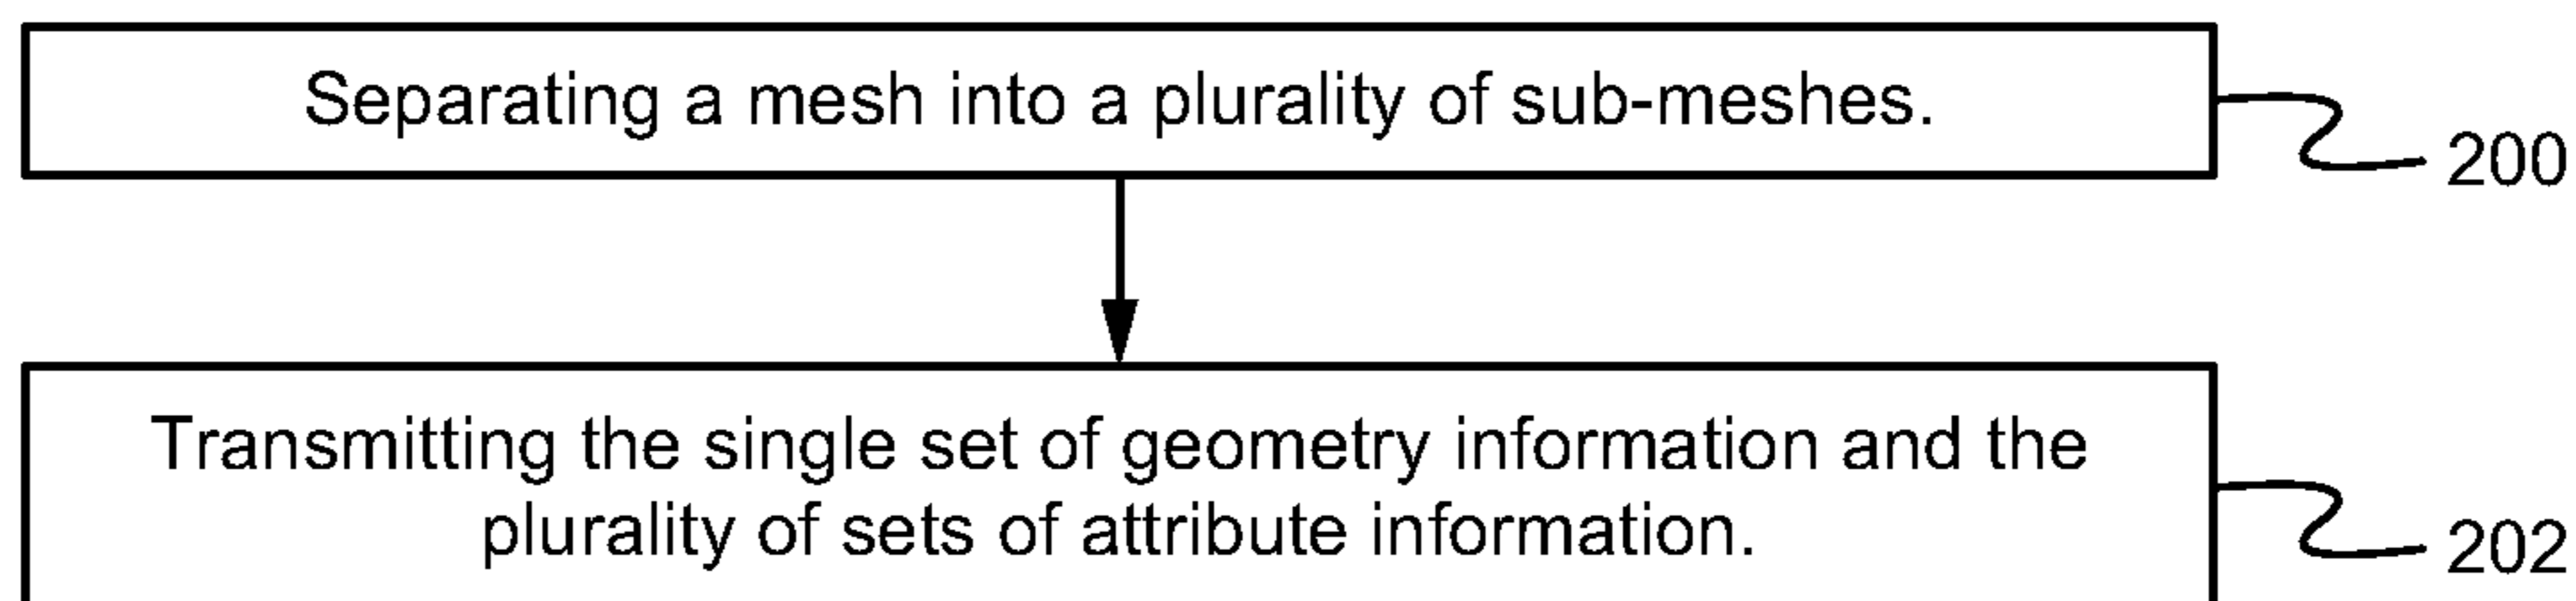 Separating a mesh into a plurality of sub-meshes.
200
Transmitting the single set of geometry information and the
plurality of sets of attribute information.
202